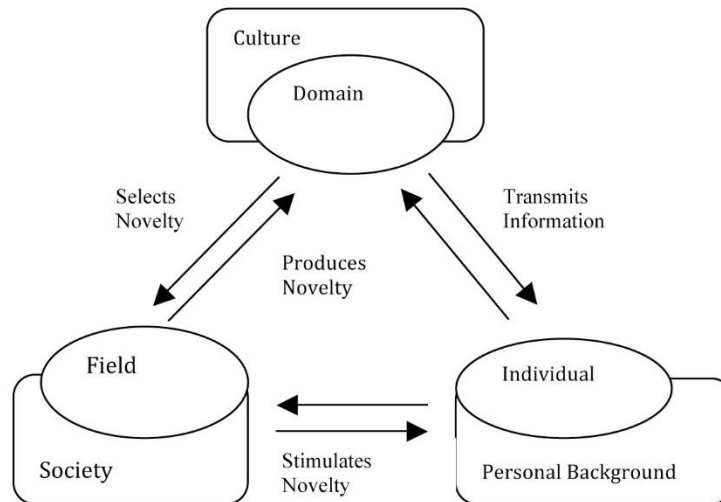 Culture
Domain
Selects
Novelty
Transmits
Information
Produces
Novelty
Field
Individual
Society
Stimulates
Novelty
Personal Background